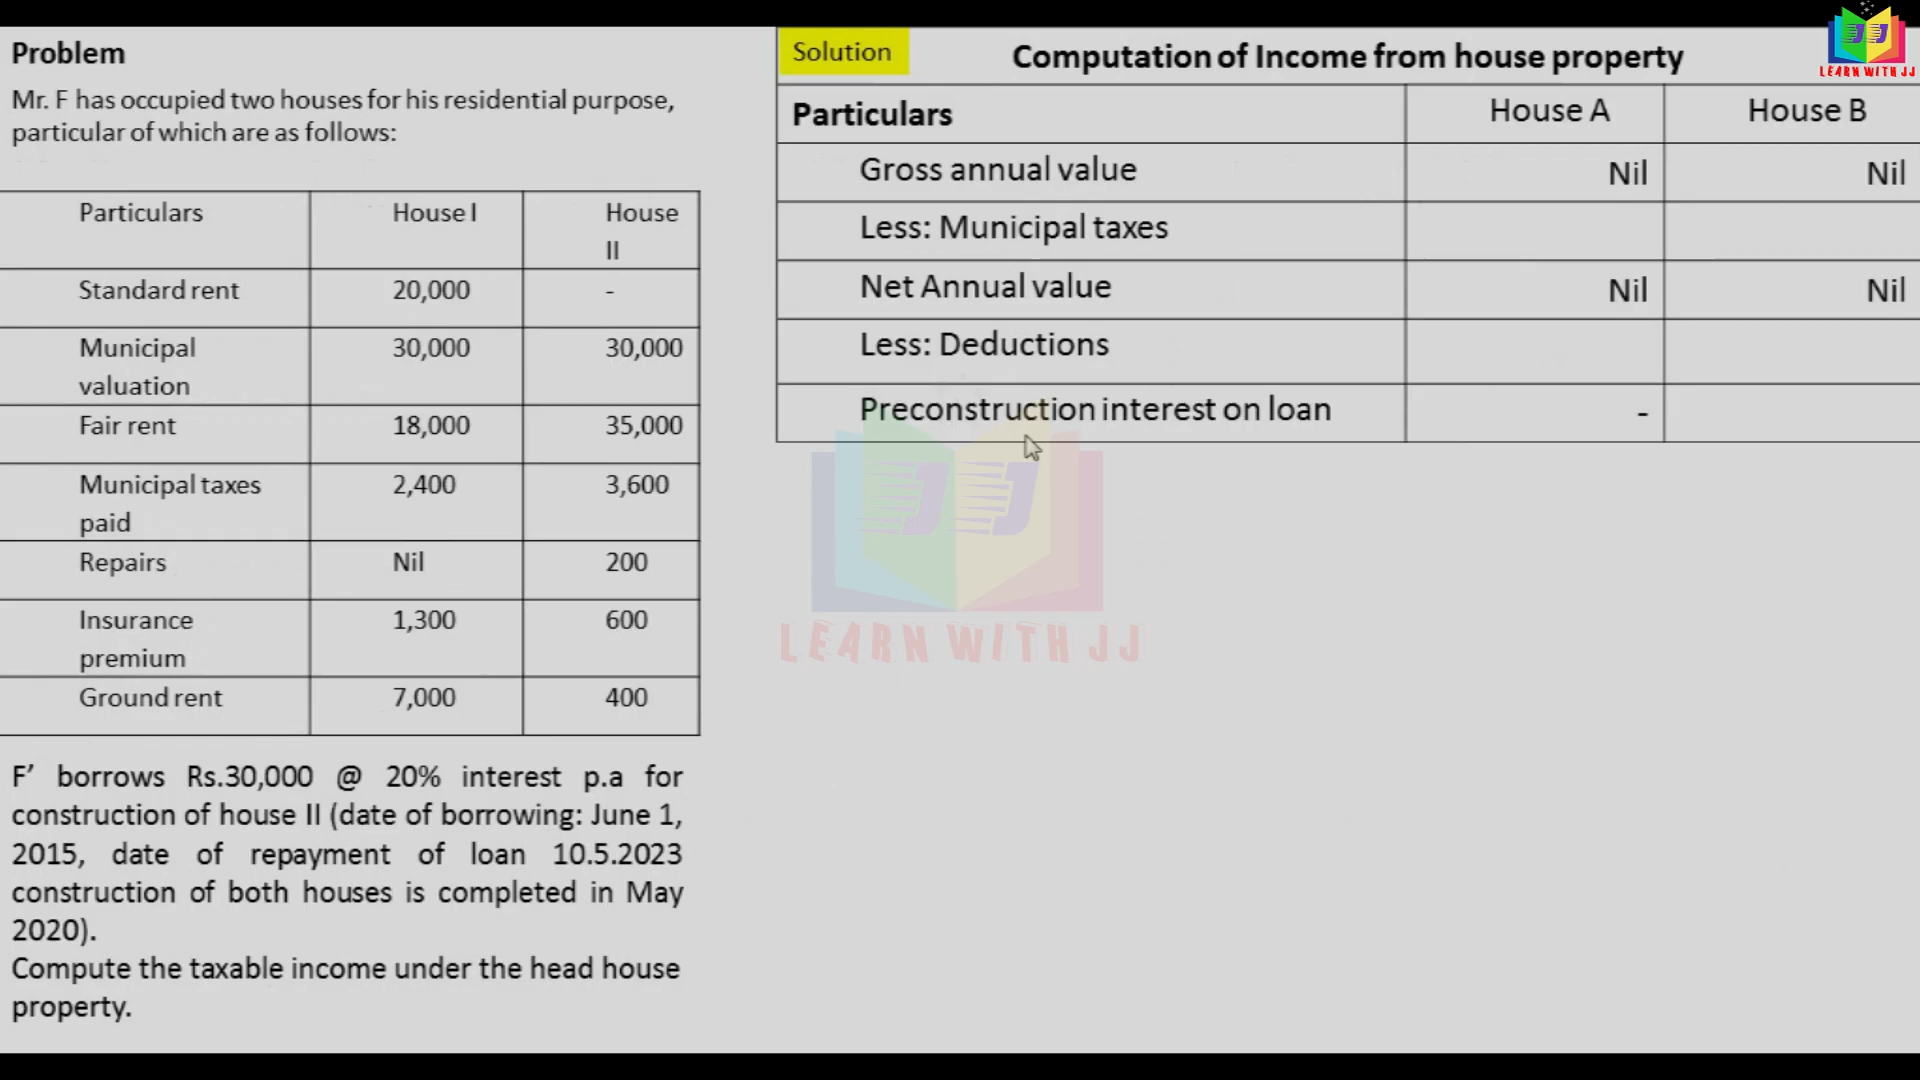 Problem
Mr. F has occupied two houses for his residential purpose,
particular of which are as follows:
Particulars House I House II
Standard rent 20,000 -
Municipal valuation 30,000 30,000
Fair rent 18,000 35,000
Municipal taxes paid 2,400 3,600
Repairs Nil 200
Insurance premium 1,300 600
Ground rent 7,000 400
F’ borrows Rs.30,000 @ 20% interest p.a for
construction of house II (date of borrowing: June 1,
2015, date of repayment of loan 10.5.2023
construction of both houses is completed in May
2020).
Compute the taxable income under the head house
property.
Solution Computation of Income from house property
Particulars House A House B
Gross annual value Nil Nil
Less: Municipal taxes
Net Annual value Nil Nil
Less: Deductions
Preconstruction interest on loan -
JJ
LEARN WITH JJ
JJ
LEARN WITH JJ